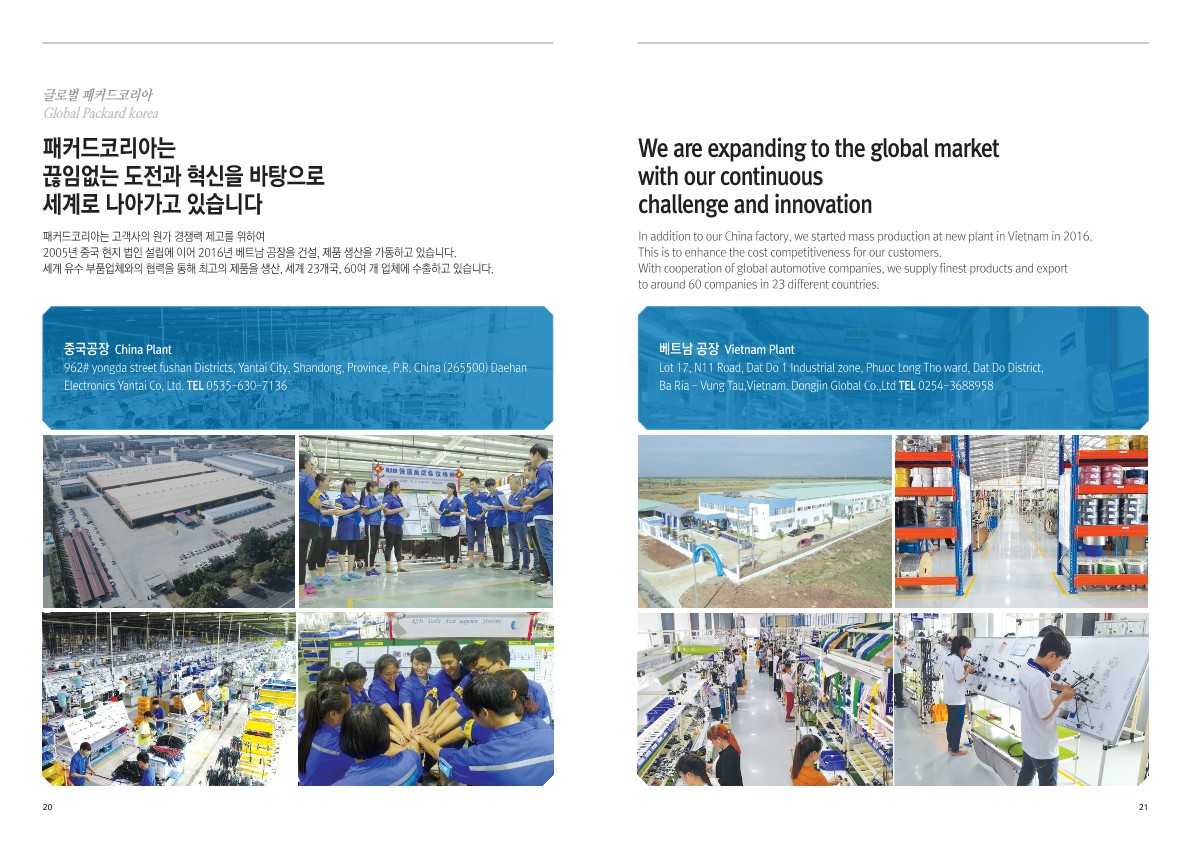 글로벌 패커드코리아
Global Packard korea
패커드코리아는
끊임없는 도전과 혁신을 바탕으로
세계로 나아가고 있습니다
패커드코리아는 고객사의 원가 경쟁력 제고를 위하여
2005년 중국 현지 법인 설립에 이어 2016년 베트남 공장을 건설, 제품 생산을 가동하고 있습니다.
세계 유수 부품업체와의 협력을 통해 최고의 제품을 생산, 세계 23개국, 60여 개 업체에 수출하고 있습니다.
중국공장 China Plant
962# yongda street fushan Districts, Yantai City, Shandong. Province, P.R. China (265500) Daehan
Electronics Yantai Co, Ltd. TEL 0535-630-7136
RSM 快速反应会议场所
RSM Daily Fast response Meeting
20
We are expanding to the global market
with our continuous
challenge and innovation
In addition to our China factory, we started mass production at new plant in Vietnam in 2016.
This is to enhance the cost competitiveness for our customers.
With cooperation of global automotive companies, we supply finest products and export
to around 60 companies in 23 different countries.
베트남 공장 Vietnam Plant
Lot 17, N11 Road, Dat Do 1 Industrial zone, Phuoc Long Tho ward, Dat Do District,
Ba Ria - Vung Tau,Vietnam. Dongjin Global Co.,Ltd TEL 0254-3688958
21